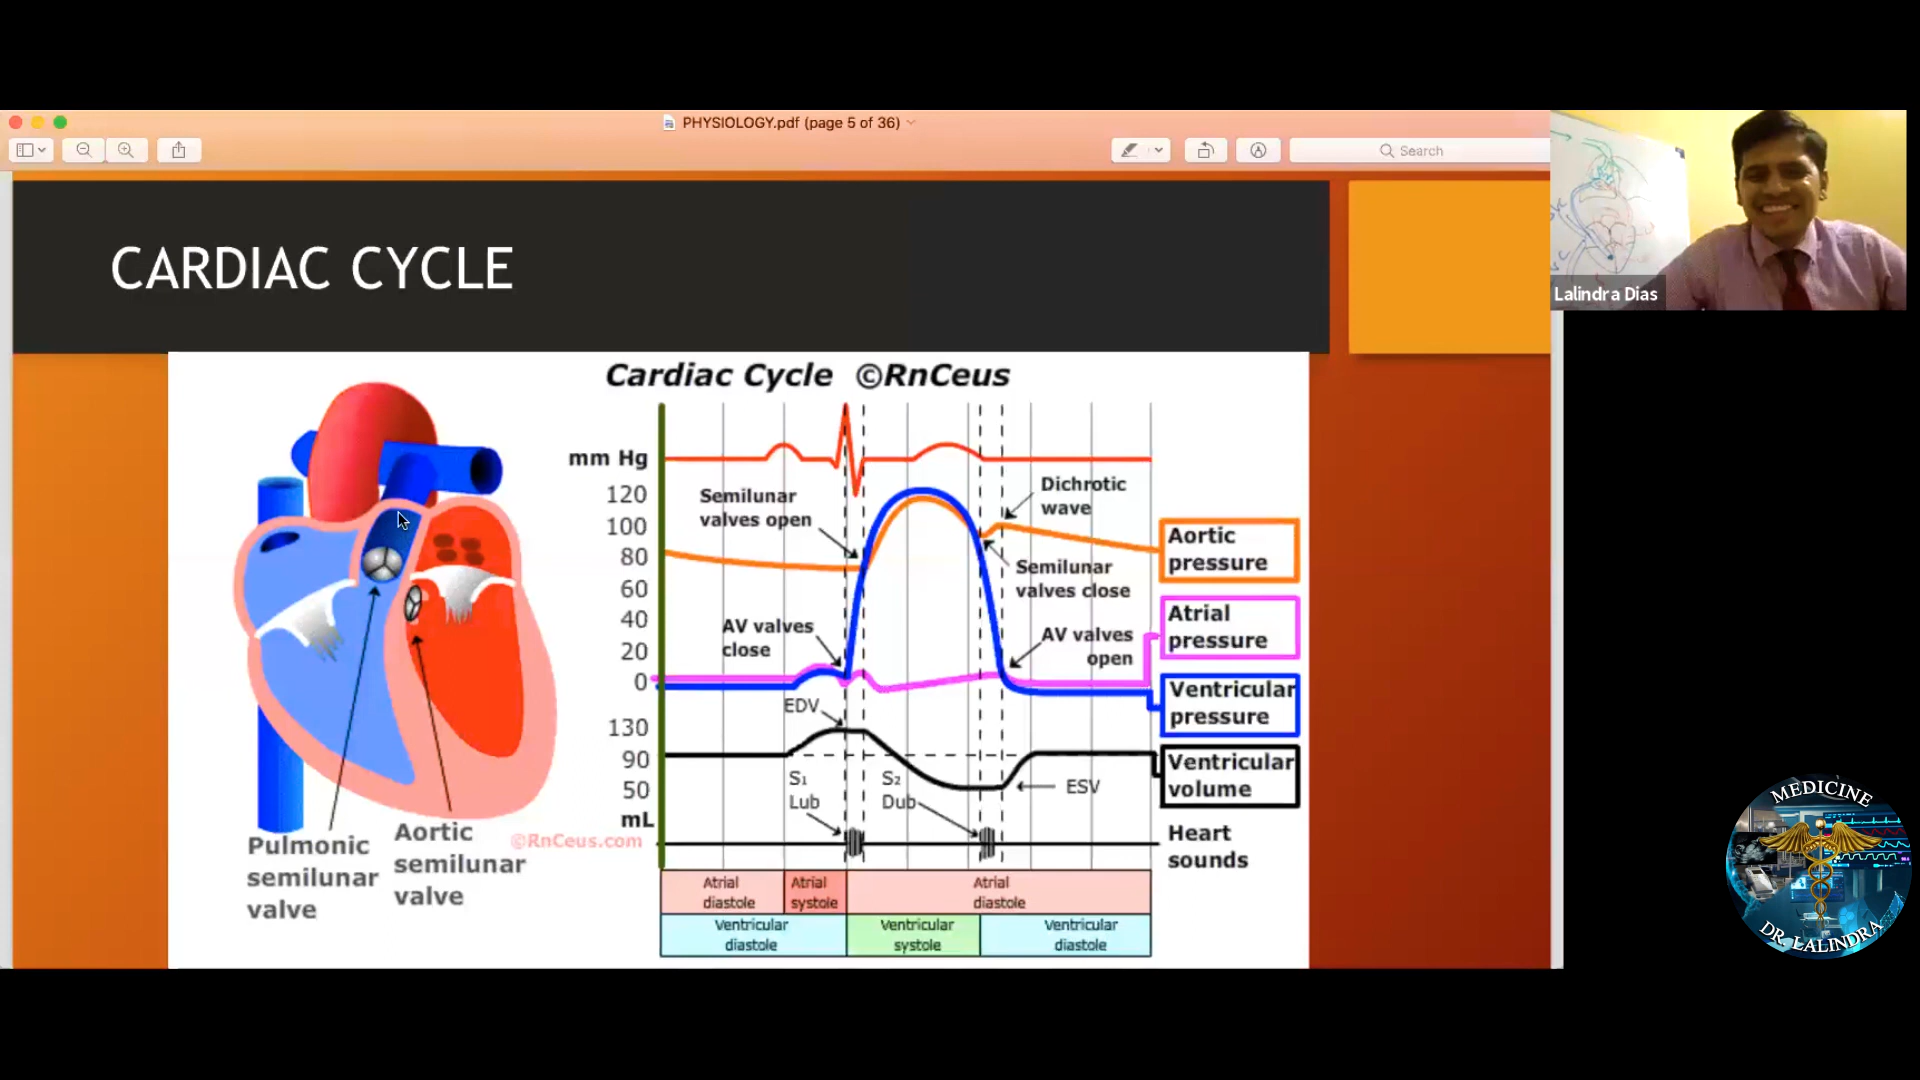 PHYSIOLOGY.pdf (page 5 of 36)
Search
Lalindra Dias
CARDIAC CYCLE
Cardiac Cycle ©RnCeus
mm Hg
120
100
80
60
40
20
0
130
90
50
mL
Semilunar
valves open
Dichrotic
wave
Semilunar
valves close
AV valves
close
AV valves
open
EDV
ESV
S1
Lub
S2
Dub
Aortic
pressure
Atrial
pressure
Ventricular
pressure
Ventricular
volume
Heart
sounds
Pulmonic
semilunar
valve
Aortic
semilunar
valve
©RnCeus.com
Atrial
diastole
Atrial
systole
Atrial
diastole
Ventricular
diastole
Ventricular
systole
Ventricular
diastole
MEDICINE
DR. LALINDRA